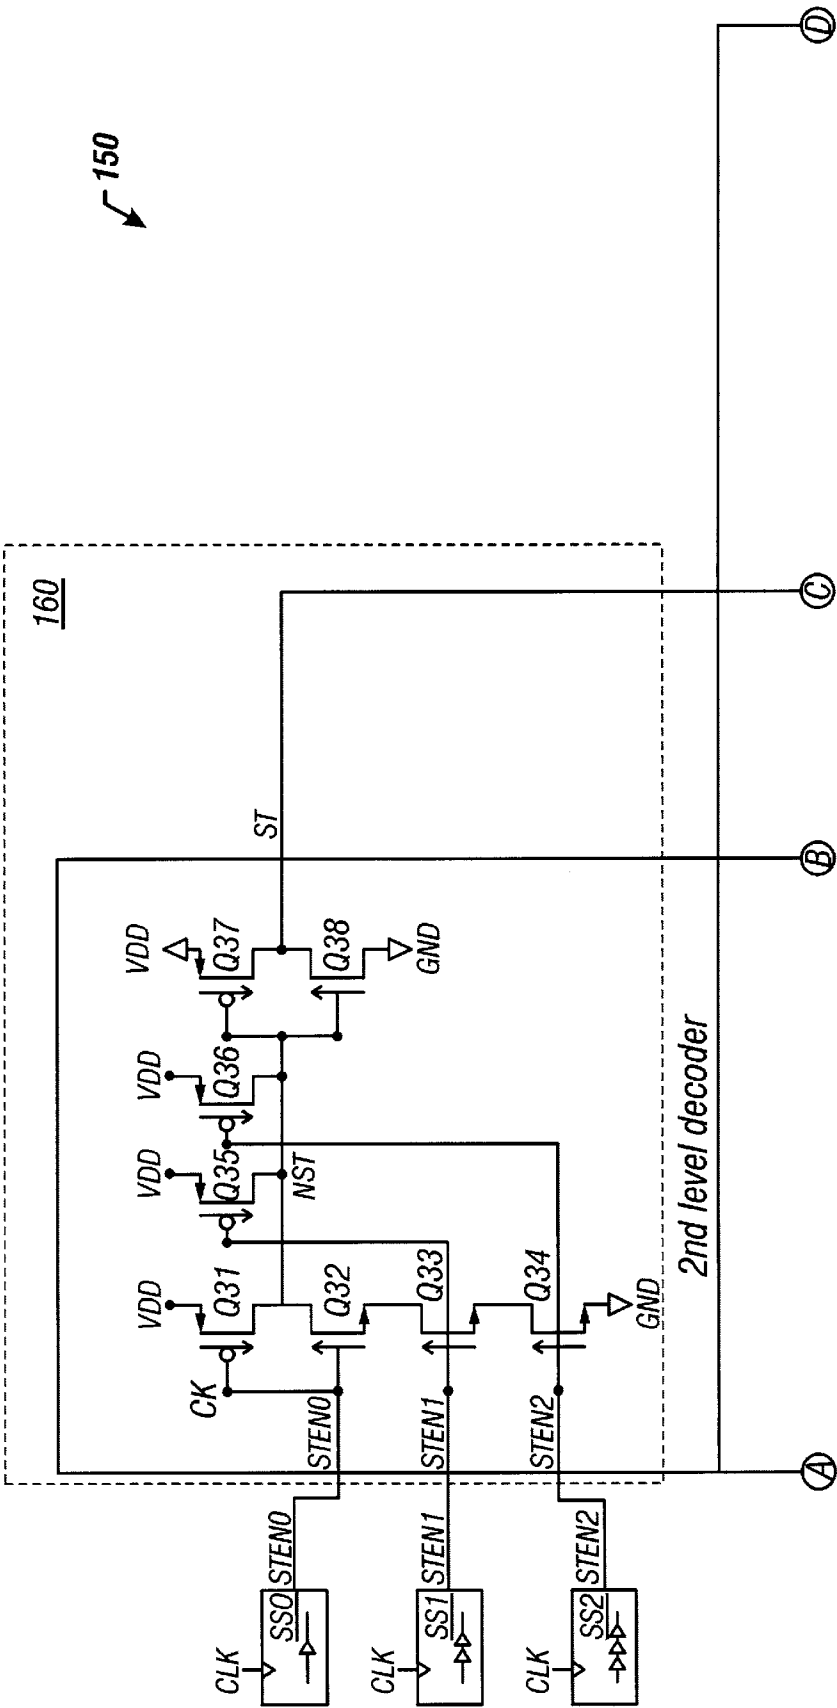 150
160
VDD
Q37
ST
Q38
GND
VDD
Q36
VDD
Q35
NST
VDD
Q31
CK
Q32
Q33
Q34
GND
STEN0
STEN1
STEN2
2nd level decoder
STEN0
STEN1
STEN2
CLK
SS0
CLK
SS1
CLK
SS2
A
B
C
D